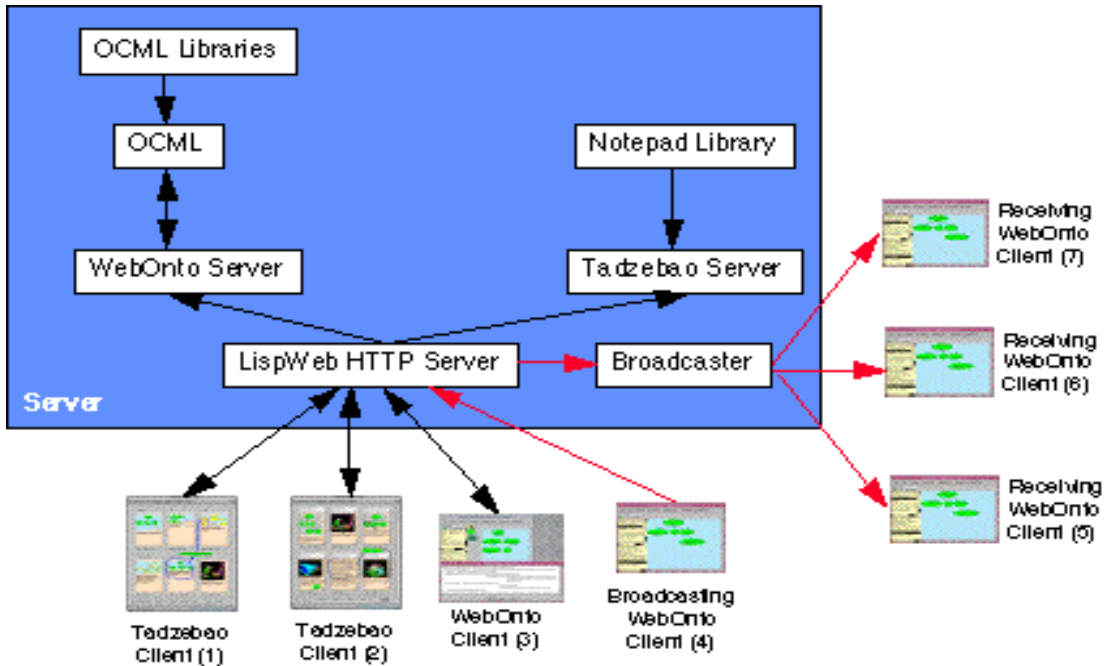 OCML Libraries
OCML
Notepad Library
WebOnto Server
Tadzebao Server
LispWeb HTTP Server
Broadcaster
Server
Receiving
WebOnto
Client (7)
Receiving
WebOnto
Client (6)
Receiving
WebOnto
Client (5)
Tadzebao
Client (1)
Tadzebao
Client (2)
WebOnto
Client (3)
Broadcasting
WebOnto
Client (4)